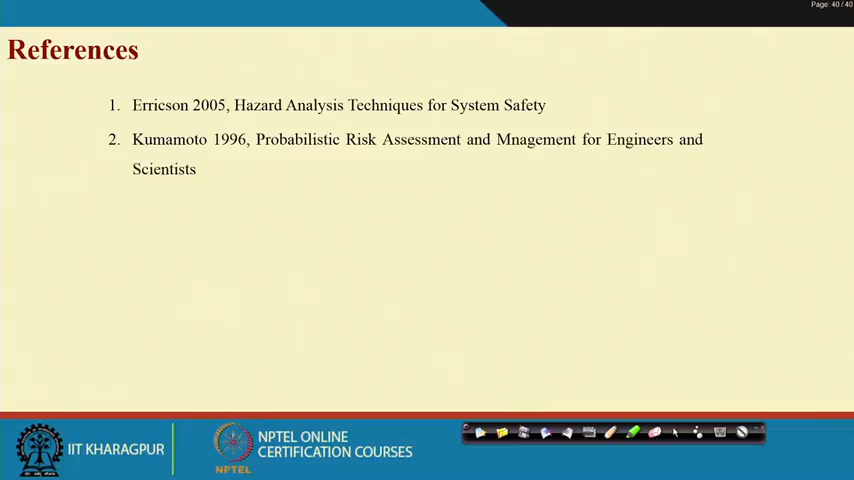 Page: 40 / 40
References
1. Erricson 2005, Hazard Analysis Techniques for System Safety
2. Kumamoto 1996, Probabilistic Risk Assessment and Mnagement for Engineers and
Scientists
IIT KHARAGPUR
NPTEL
NPTEL ONLINE
CERTIFICATION COURSES